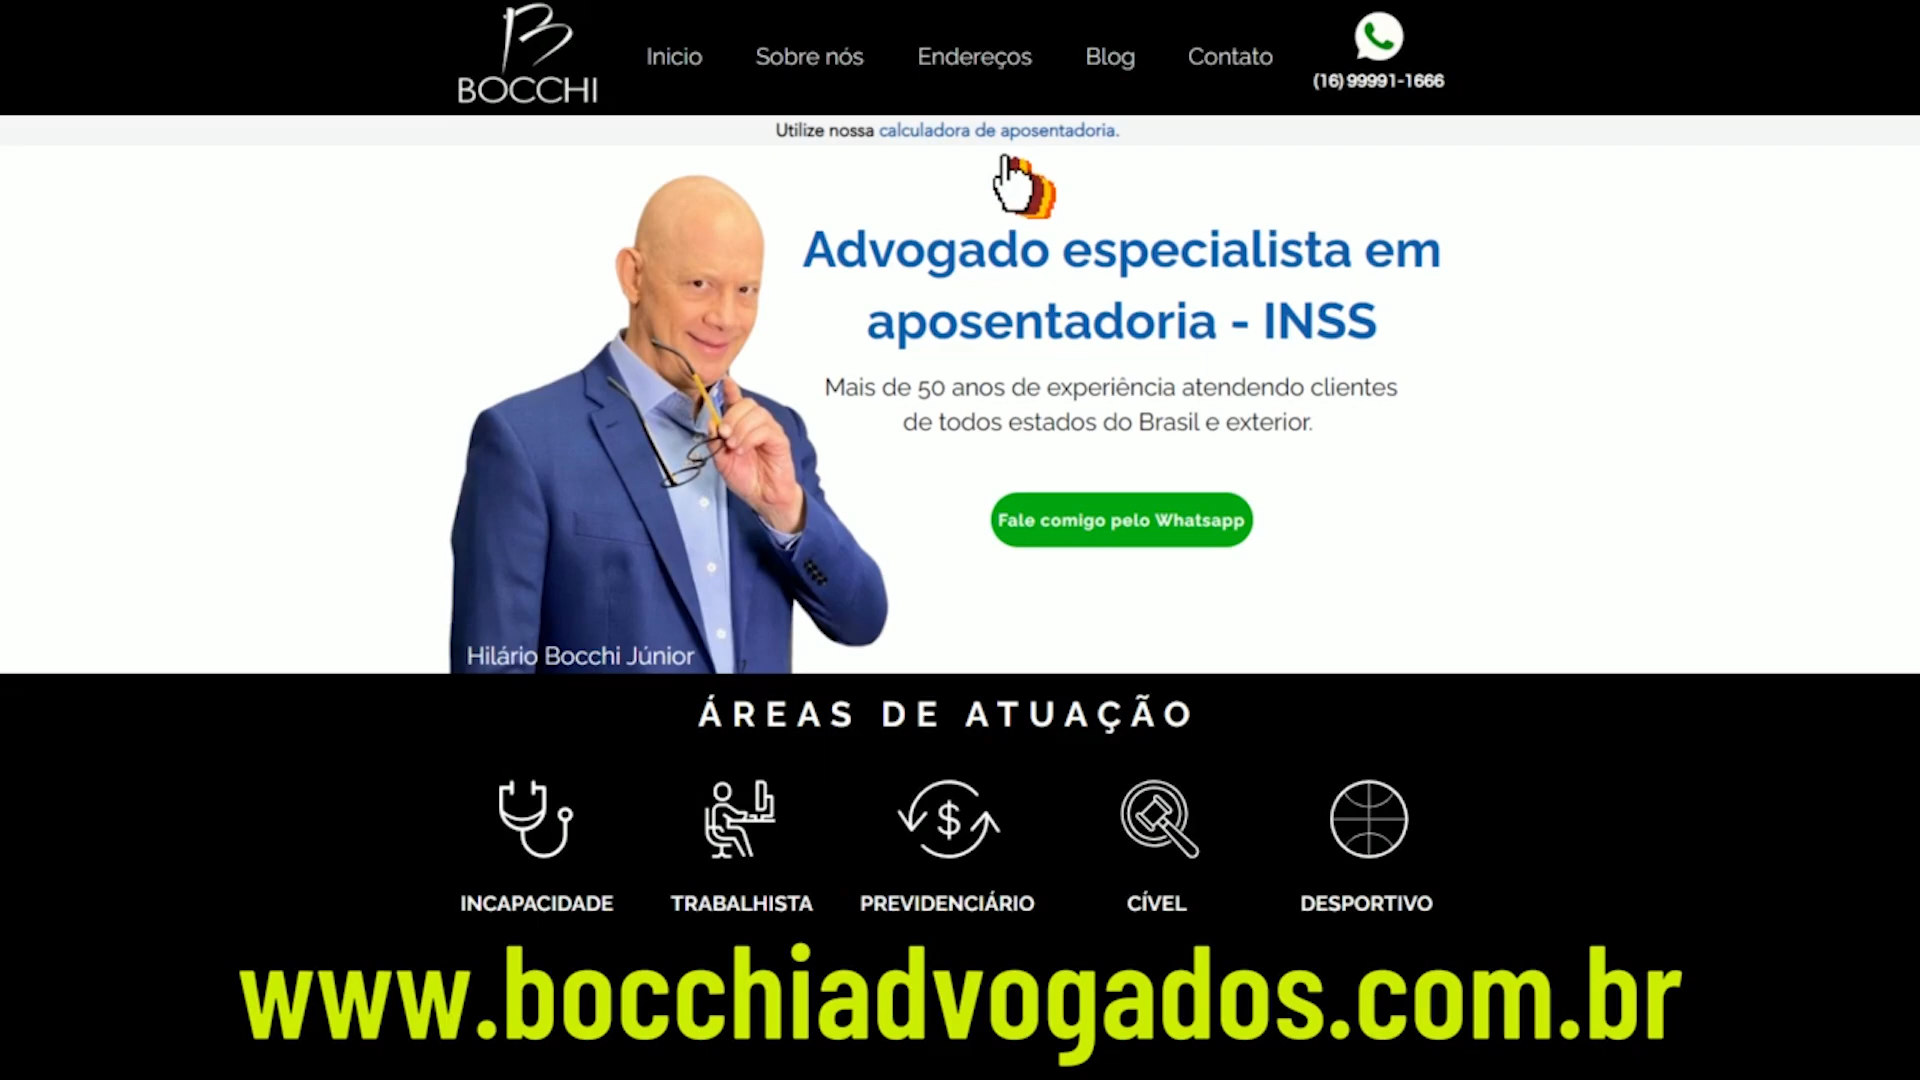 BOCCHI
Inicio
Sobre nós
Endereços
Blog
Contato
(16) 99991-1666
Utilize nossa calculadora de aposentadoria.
Advogado especialista em
aposentadoria - INSS
Mais de 50 anos de experiência atendendo clientes
de todos estados do Brasil e exterior.
Fale comigo pelo Whatsapp
Hilário Bocchi Júnior
ÁREAS DE ATUAÇÃO
INCAPACIDADE
TRABALHISTA
PREVIDENCIÁRIO
CÍVEL
DESPORTIVO
www.bocchiadvogados.com.br